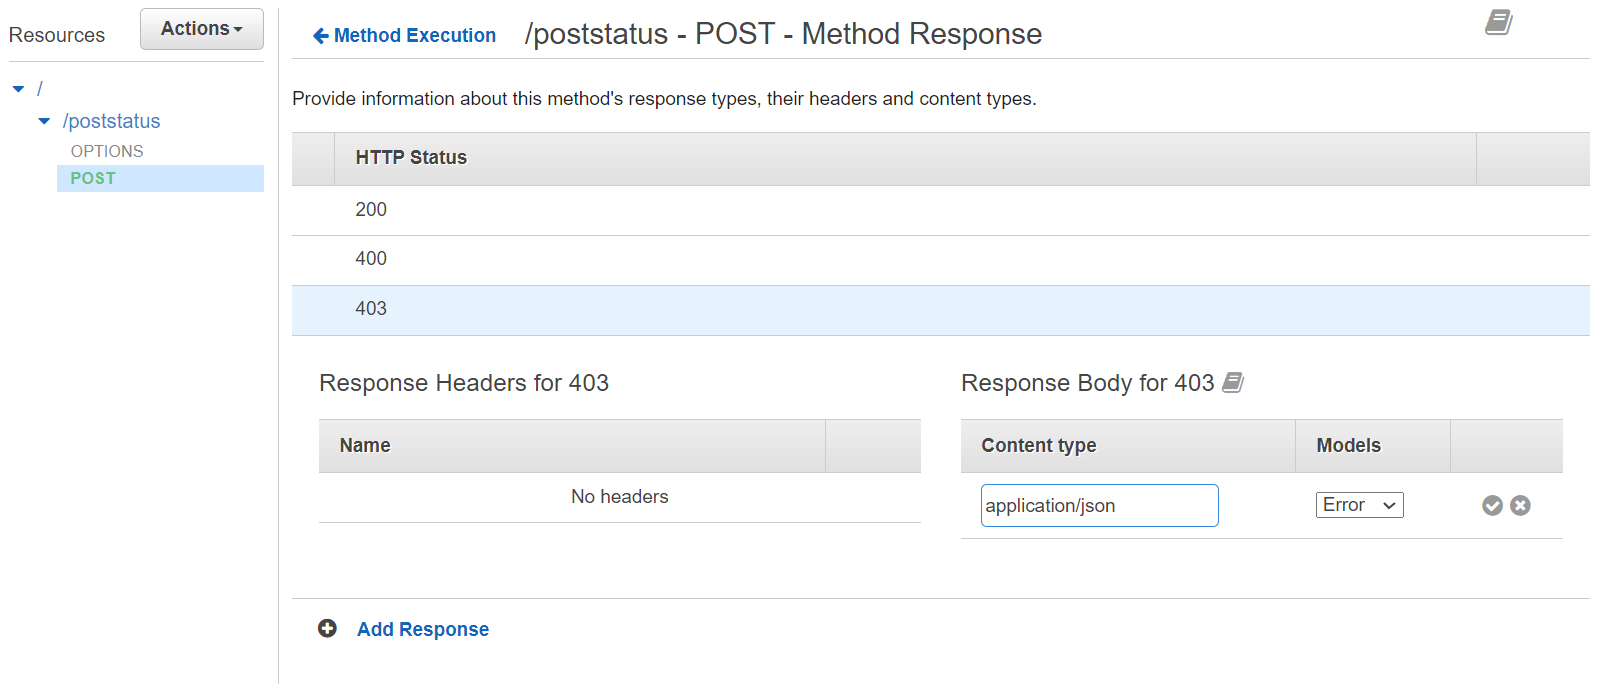 Resources
Actions
/
/poststatus
OPTIONS
POST
Method Execution
/poststatus - POST - Method Response
Provide information about this method's response types, their headers and content types.
HTTP Status
200
400
403
Response Headers for 403
Name
No headers
Response Body for 403
Content type Models
application/json Error
Add Response